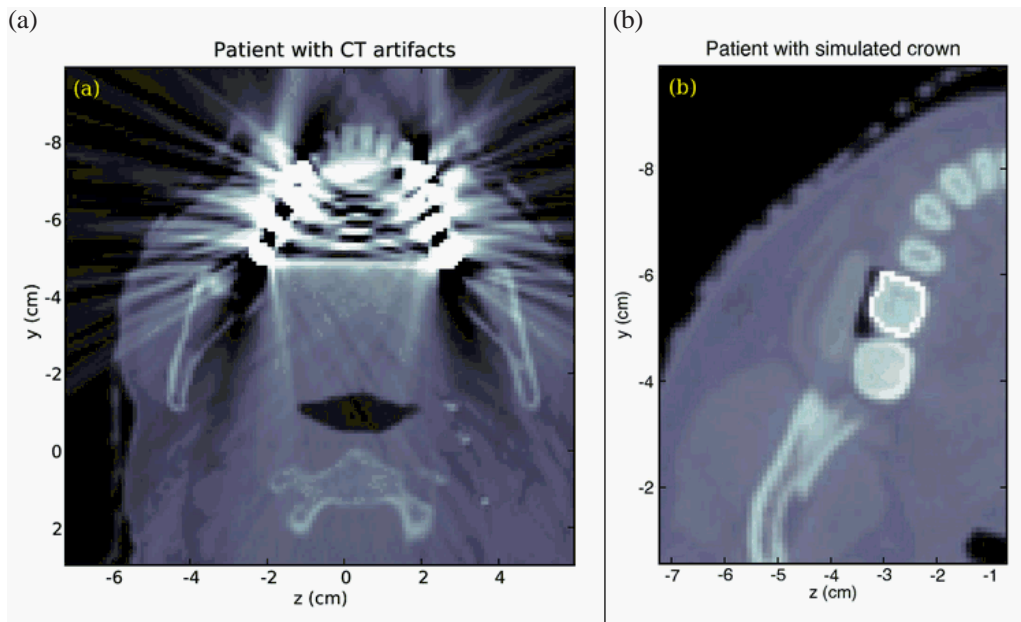 (a)
Patient with CT artifacts
(a)
-8
-6
-4
-2
0
2
y (cm)
-6
-4
-2
0
2
4
z (cm)
(b)
Patient with simulated crown
(b)
-8
-6
-4
-2
y (cm)
-7
-6
-5
-4
-3
-2
-1
z (cm)